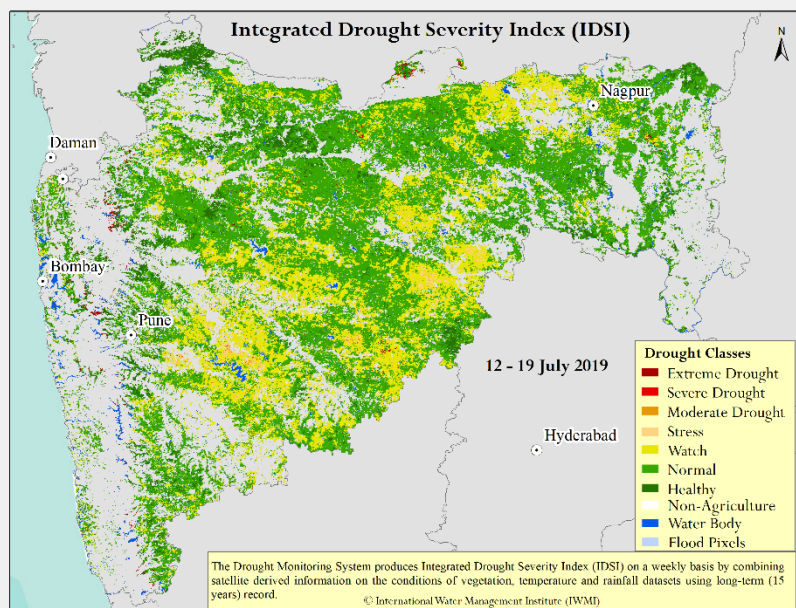 Integrated Drought Severity Index (IDSI)
N
Nagpur
Daman
Bombay
Pune
12 - 19 July 2019
Hyderabad
Drought Classes
Extreme Drought
Severe Drought
Moderate Drought
Stress
Watch
Normal
Healthy
Non-Agriculture
Water Body
Flood Pixels
The Drought Monitoring System produces Integrated Drought Severity Index (IDSI) on a weekly basis by combining
satellite derived information on the conditions of vegetation, temperature and rainfall datasets using long-term (15
years) record.
© International Water Management Institute (IWMI)